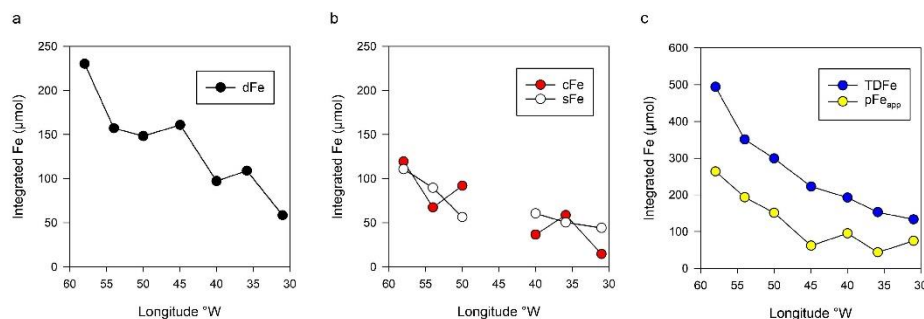 a
b
c
250
200
150
100
50
0
Integrated Fe (µmol)
dFe
60 55 50 45 40 35 30
Longitude °W
250
200
150
100
50
0
Integrated Fe (µmol)
cFe
sFe
60 55 50 45 40 35 30
Longitude °W
600
500
400
300
200
100
0
Integrated Fe (µmol)
TDFe
pFeapp
60 55 50 45 40 35 30
Longitude °W